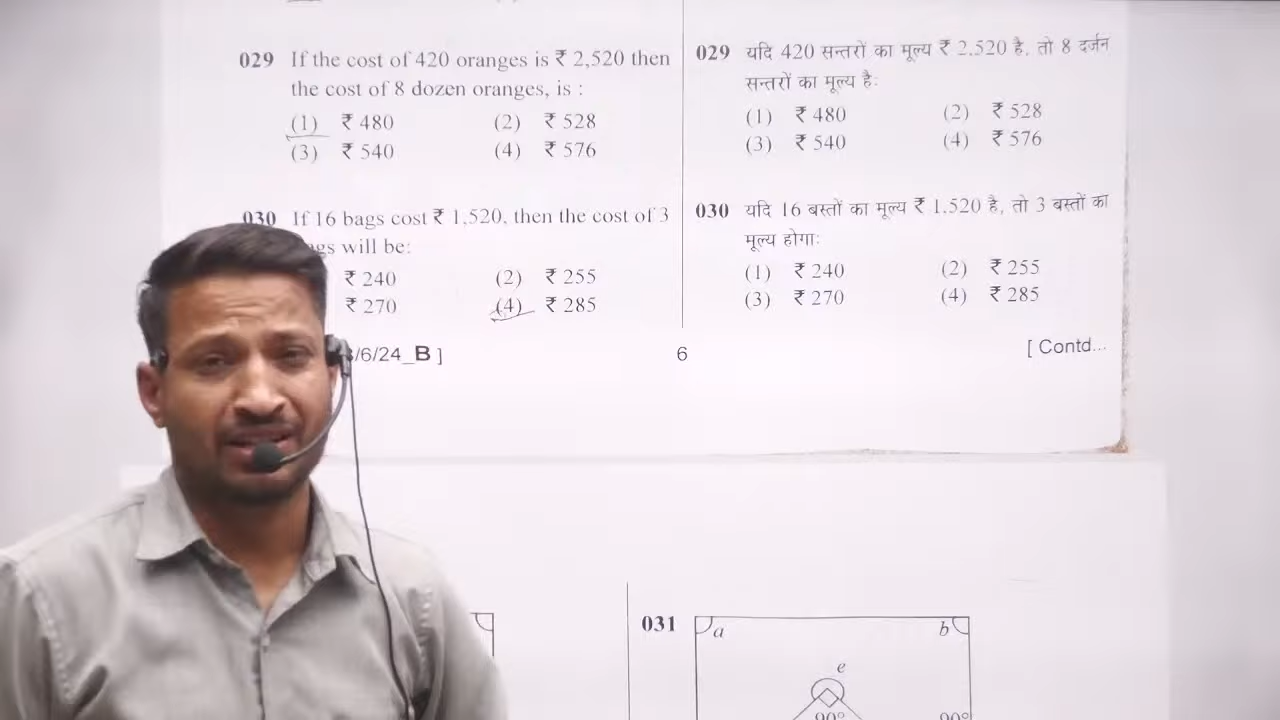 029 If the cost of 420 oranges is ₹ 2,520 then
the cost of 8 dozen oranges, is :
(1) ₹ 480 (2) ₹ 528
(3) ₹ 540 (4) ₹ 576
030 If 16 bags cost ₹ 1,520, then the cost of 3
will be:
₹ 240 (2) ₹ 255
₹ 270 (4) ₹ 285
/6/24_B ]
6
029 यदि 420 सन्तरों का मूल्य ₹ 2,520 है, तो 8 दर्जन
सन्तरों का मूल्य है:
(1) ₹ 480 (2) ₹ 528
(3) ₹ 540 (4) ₹ 576
030 यदि 16 बस्तों का मूल्य ₹ 1,520 है, तो 3 बस्तों का
मूल्य होगा:
(1) ₹ 240 (2) ₹ 255
(3) ₹ 270 (4) ₹ 285
[ Contd...
031
a b
e
90° 90°